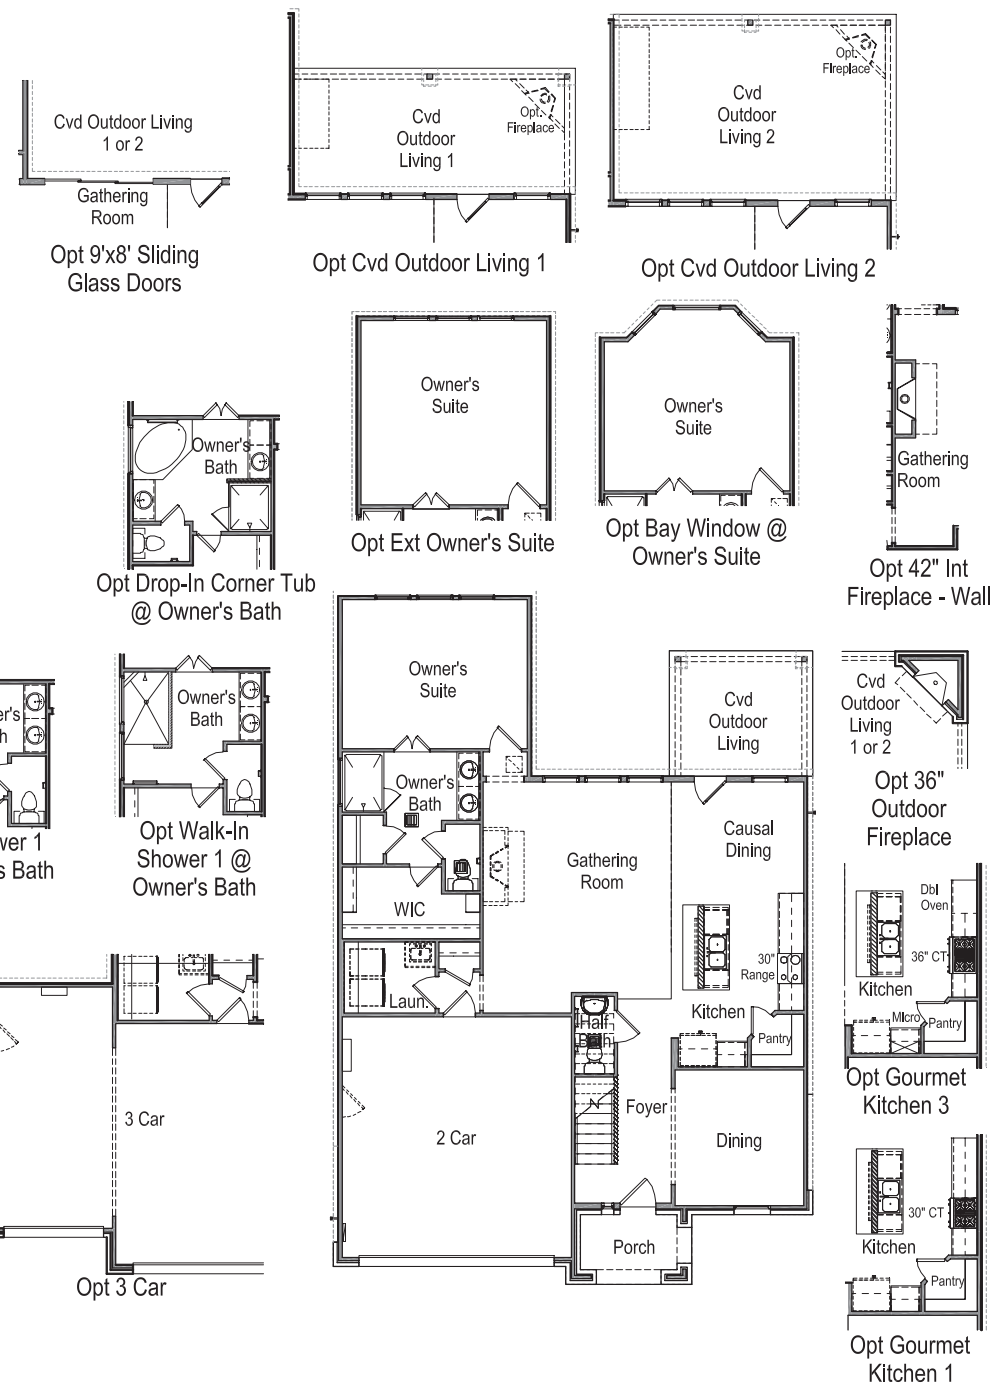 Cvd Outdoor Living
1 or 2
Gathering
Room
Opt 9'x8' Sliding
Glass Doors
Cvd
Outdoor
Living 1
Opt.
Fireplace
Opt Cvd Outdoor Living 1
Cvd
Outdoor
Living 2
Opt.
Fireplace
Opt Cvd Outdoor Living 2
Owner's
Bath
Opt Drop-In Corner Tub
@ Owner's Bath
Owner's
Suite
Opt Ext Owner's Suite
Owner's
Suite
Opt Bay Window @
Owner's Suite
Gathering
Room
Opt 42" Int
Fireplace - Wall
Owner's
Bath
Opt Walk-In
Shower 1 @
Owner's Bath
er's
h
wer 1
s Bath
Cvd
Outdoor
Living
1 or 2
Opt 36"
Outdoor
Fireplace
Owner's
Suite
Cvd
Outdoor
Living
Owner's
Bath
Causal
Dining
Gathering
Room
WIC
30"
Range
Laun.
Kitchen
Half
Bath
Pantry
Foyer
2 Car
Dining
Porch
3 Car
Opt 3 Car
Dbl
Oven
36" CT
Kitchen
Micro
Pantry
Opt Gourmet
Kitchen 3
30" CT
Kitchen
Pantry
Opt Gourmet
Kitchen 1